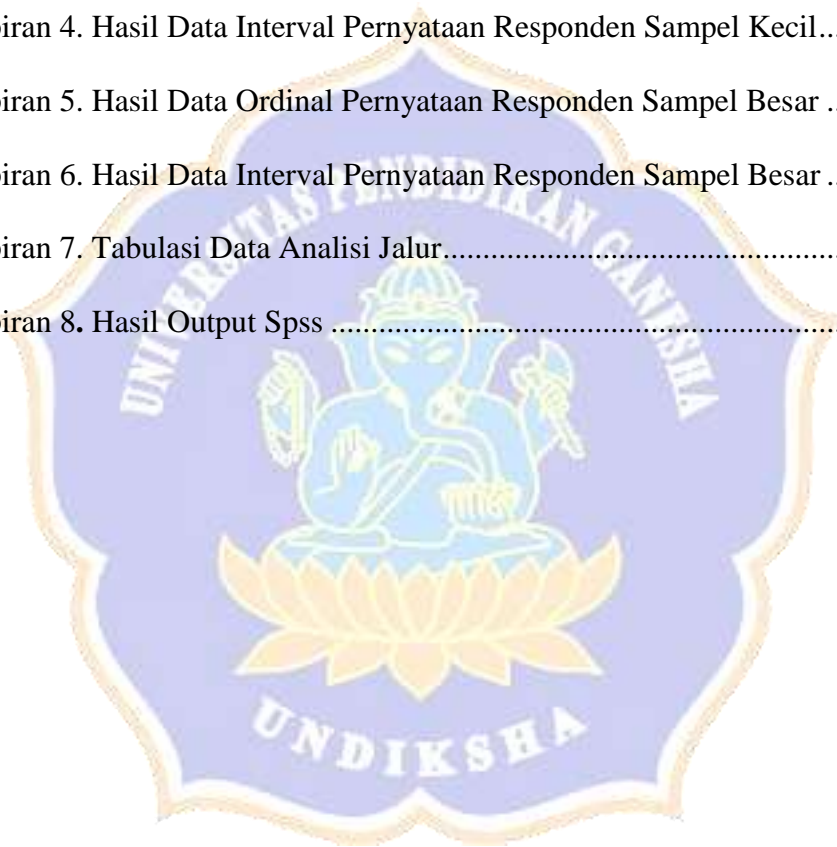 piran 4. Hasil Data Interval Pernyataan Responden Sampel Kecil...
piran 5. Hasil Data Ordinal Pernyataan Responden Sampel Besar ..
piran 6. Hasil Data Interval Pernyataan Responden Sampel Besar ..
piran 7. Tabulasi Data Analisi Jalur..................................................
piran 8. Hasil Output Spss ................................................................
UNIVERSITAS PENDIDIKAN GANESHA
UNDIKSHA